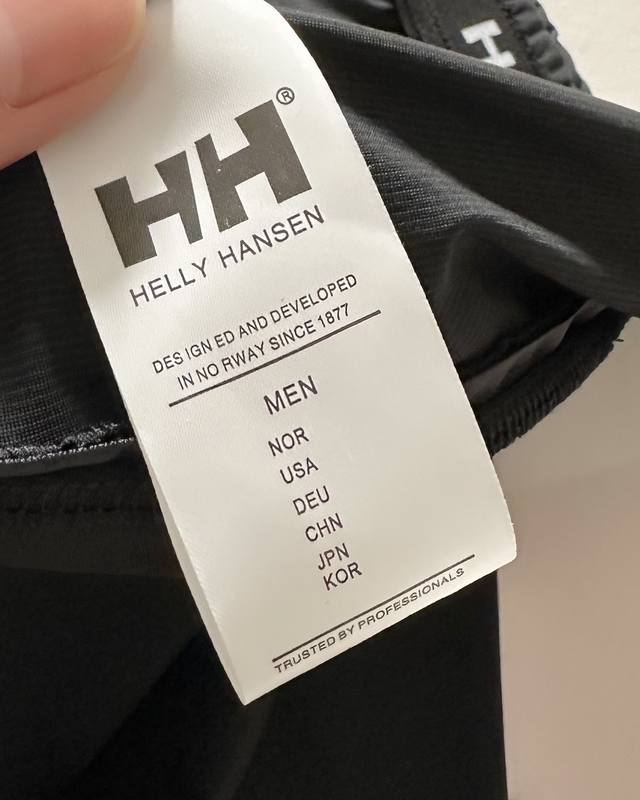 HH®
HELLY HANSEN
DES IGN ED AND DEVELOPED
IN NO RWAY SINCE 1877
MEN
NOR
USA
DEU
CHN
JPN
KOR
TRUSTED BY PROFESSIONALS
H